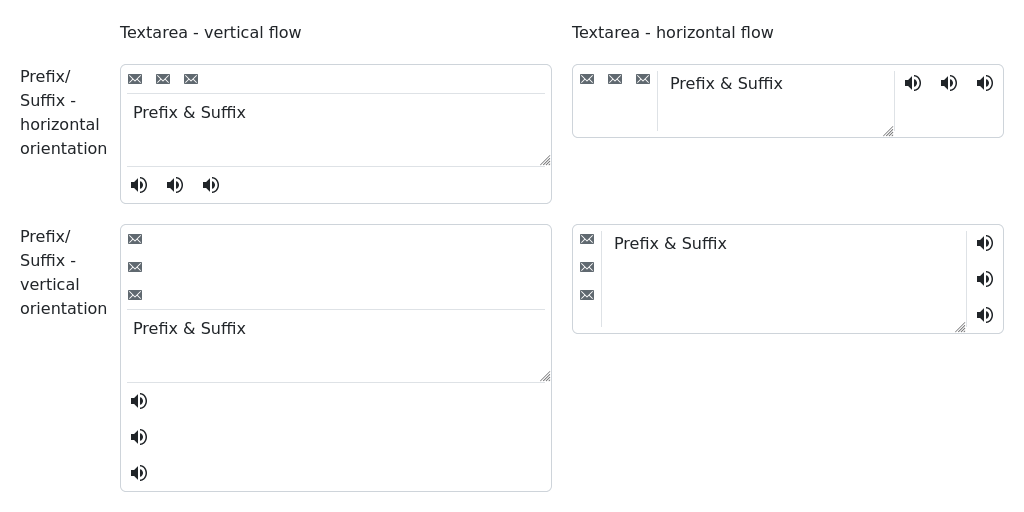 Textarea - vertical flow
Textarea - horizontal flow
Prefix/
Suffix -
horizontal
orientation
Prefix & Suffix
Prefix & Suffix
Prefix/
Suffix -
vertical
orientation
Prefix & Suffix
Prefix & Suffix